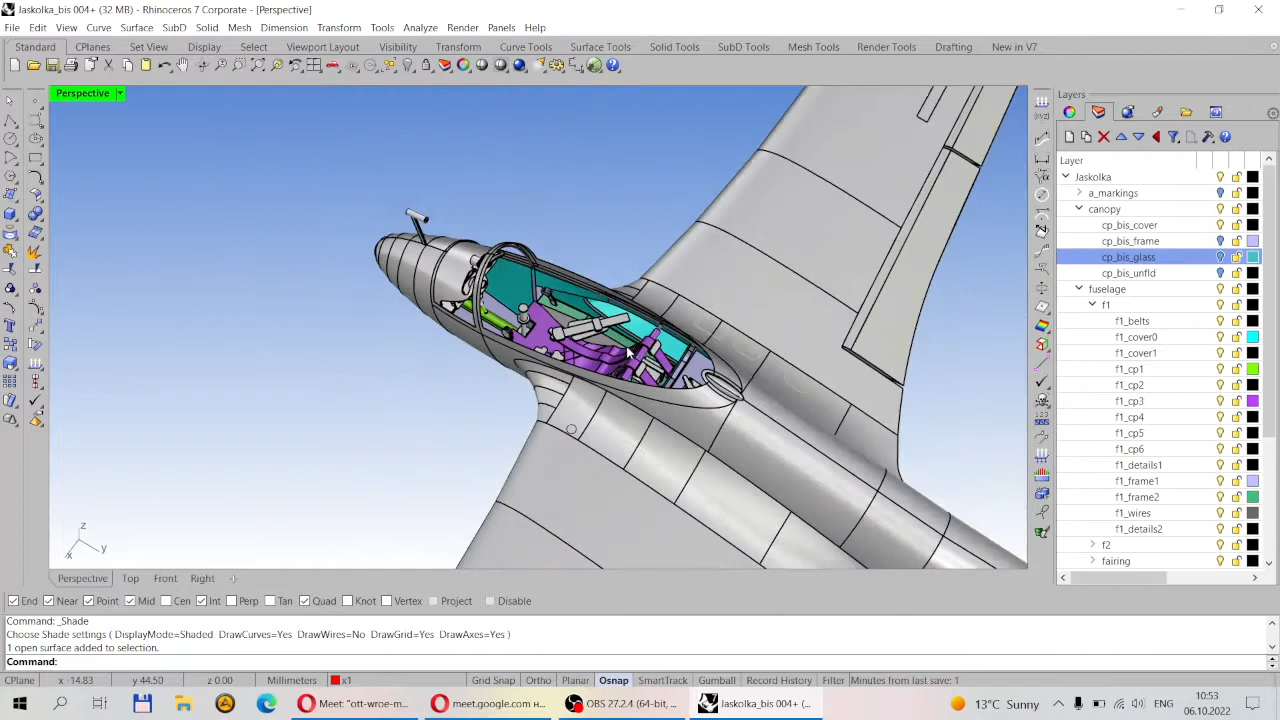 Jaskolka_bis 004+ (32 MB) - Rhinoceros 7 Corporate - [Perspective]
File Edit View Curve Surface SubD Solid Mesh Dimension Transform Tools Analyze Render Panels Help
Standard CPlanes Set View Display Select Viewport Layout Visibility Transform Curve Tools Surface Tools Solid Tools SubD Tools Mesh Tools Render Tools Drafting New in V7
Perspective
Layers
Layer
Jaskolka
a_markings
canopy
cp_bis_cover
cp_bis_frame
cp_bis_glass
cp_bis_unfld
fuselage
f1
f1_belts
f1_cover0
f1_cover1
f1_cp1
f1_cp2
f1_cp3
f1_cp4
f1_cp5
f1_cp6
f1_details1
f1_frame1
f1_frame2
f1_wires
f1_details2
f2
fairing
z
x y
Perspective Top Front Right
End Near Point Mid Cen Int Perp Tan Quad Knot Vertex Project Disable
Command: _Shade
Choose Shade settings ( DisplayMode=Shaded DrawCurves=Yes DrawWires=No DrawGrid=Yes DrawAxes=Yes )
1 open surface added to selection.
Command:
CPlane x -14.83 y 44.50 z 0.00 Millimeters x1 Grid Snap Ortho Planar Osnap SmartTrack Gumball Record History Filter Minutes from last save: 1
Meet: "ott-wroe-m... meet.google.com н... OBS 27.2.4 (64-bit, ... Jaskolka_bis 004+ (... 13°C Sunny ENG 10:53
06.10.2022